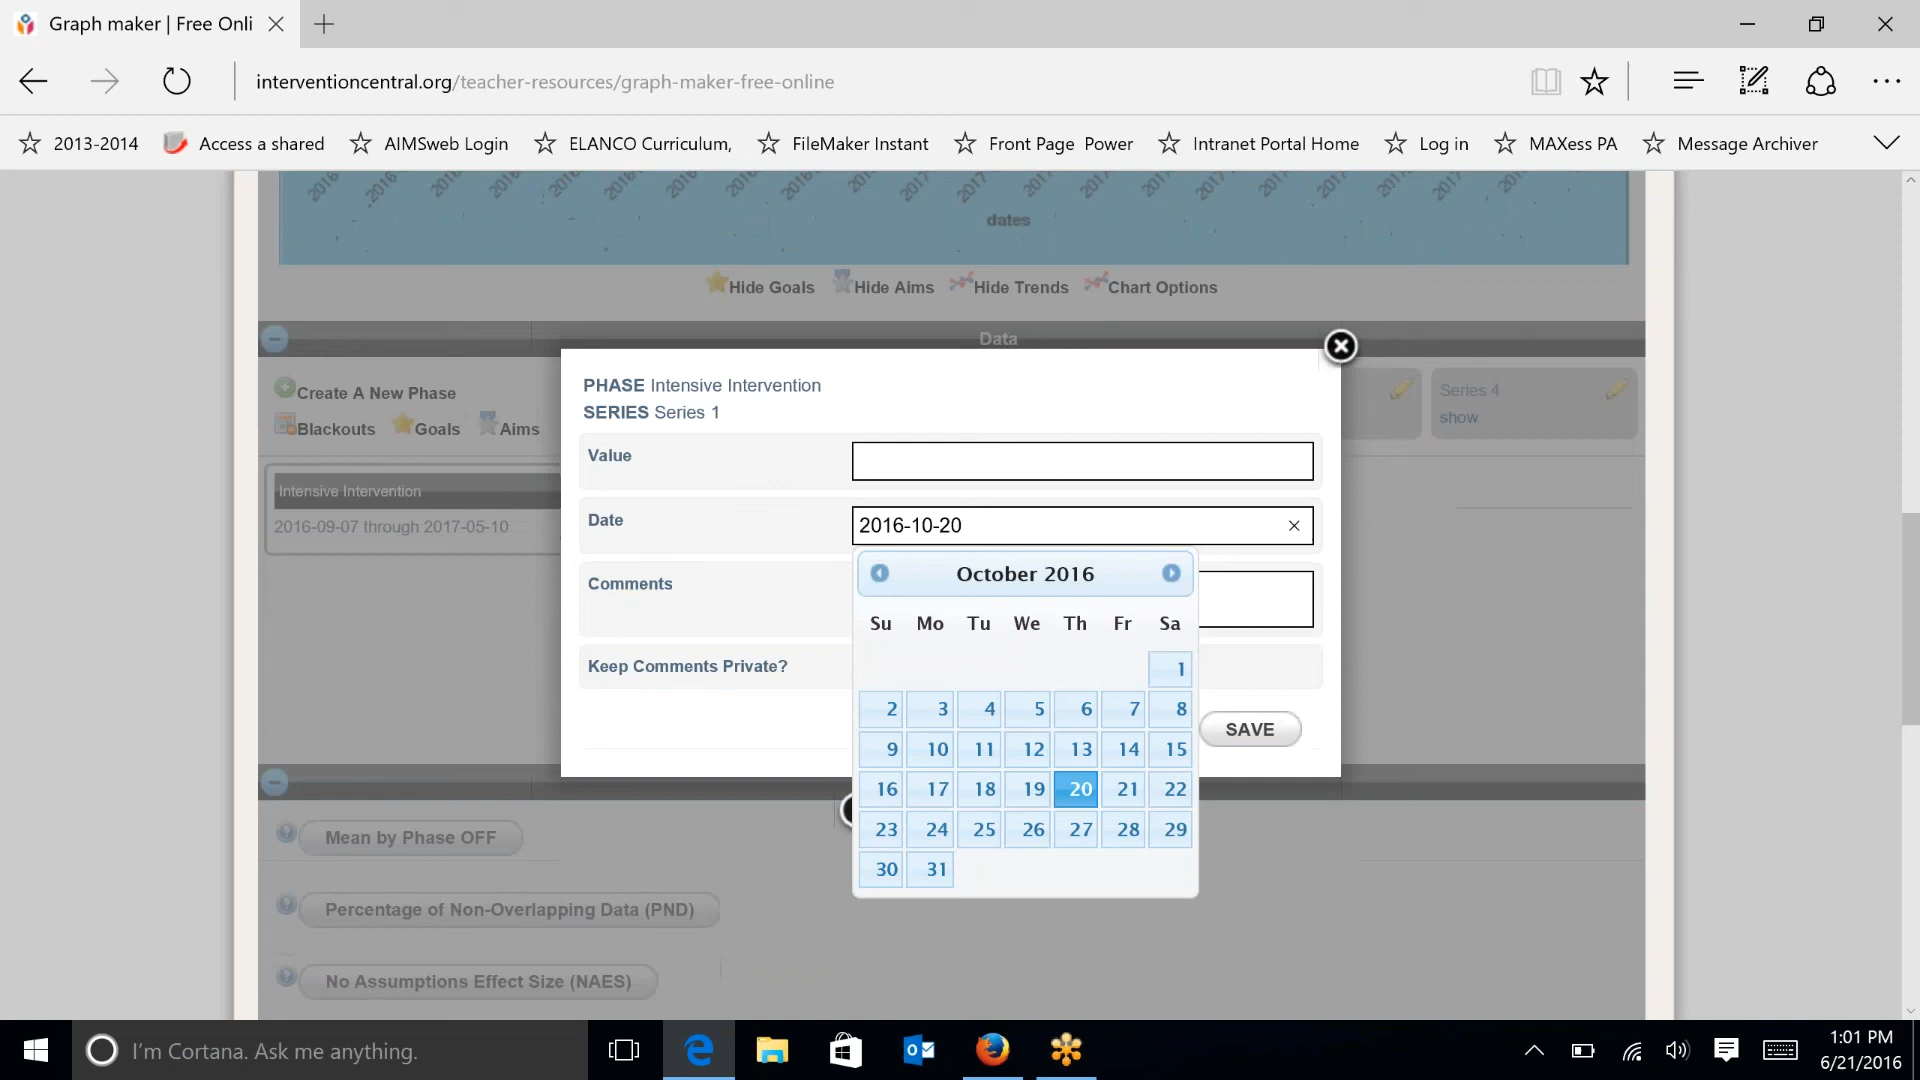 Graph maker | Free Onli
interventioncentral.org/teacher-resources/graph-maker-free-online
2013-2014 Access a shared AIMSweb Login ELANCO Curriculum, FileMaker Instant Front Page Power Intranet Portal Home Log in MAXess PA Message Archiver
dates
Hide Goals Hide Aims Hide Trends Chart Options
Data
Create A New Phase
Blackouts Goals Aims
Series 4
show
Intensive Intervention
2016-09-07 through 2017-05-10
PHASE Intensive Intervention
SERIES Series 1
Value
Date 2016-10-20
Comments
Keep Comments Private?
SAVE
October 2016
Su Mo Tu We Th Fr Sa
1
2 3 4 5 6 7 8
9 10 11 12 13 14 15
16 17 18 19 20 21 22
23 24 25 26 27 28 29
30 31
Mean by Phase OFF
Percentage of Non-Overlapping Data (PND)
No Assumptions Effect Size (NAES)
I'm Cortana. Ask me anything.
1:01 PM
6/21/2016